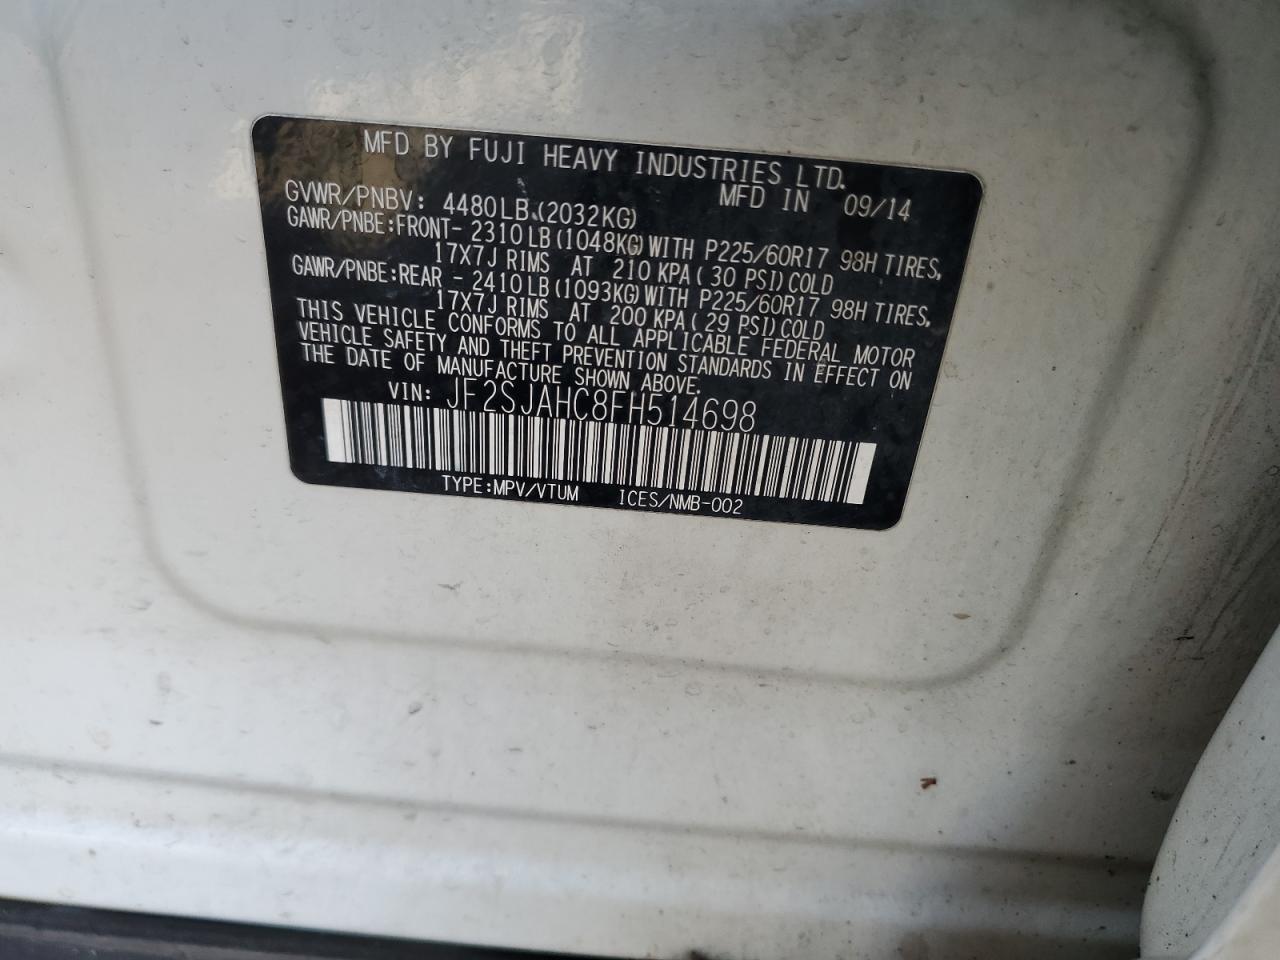 MFD BY FUJI HEAVY INDUSTRIES LTD.
MFD IN 09/14
GVWR/PNBV: 4480LB.(2032KG)
GAWR/PNBE:FRONT- 2310LB(1048KG)WITH P225/60R17 98H TIRES,
17X7J RIMS AT 210 KPA( 30 PSI)COLD
GAWR/PNBE:REAR - 2410LB(1093KG)WITH P225/60R17 98H TIRES,
17X7J RIMS AT 200 KPA( 29 PSI)COLD
THIS VEHICLE CONFORMS TO ALL APPLICABLE FEDERAL MOTOR
VEHICLE SAFETY AND THEFT PREVENTION STANDARDS IN EFFECT ON
THE DATE OF MANUFACTURE SHOWN ABOVE.
VIN: JF2SJAHC8FH514698
TYPE:MPV/VTUM ICES/NMB-002